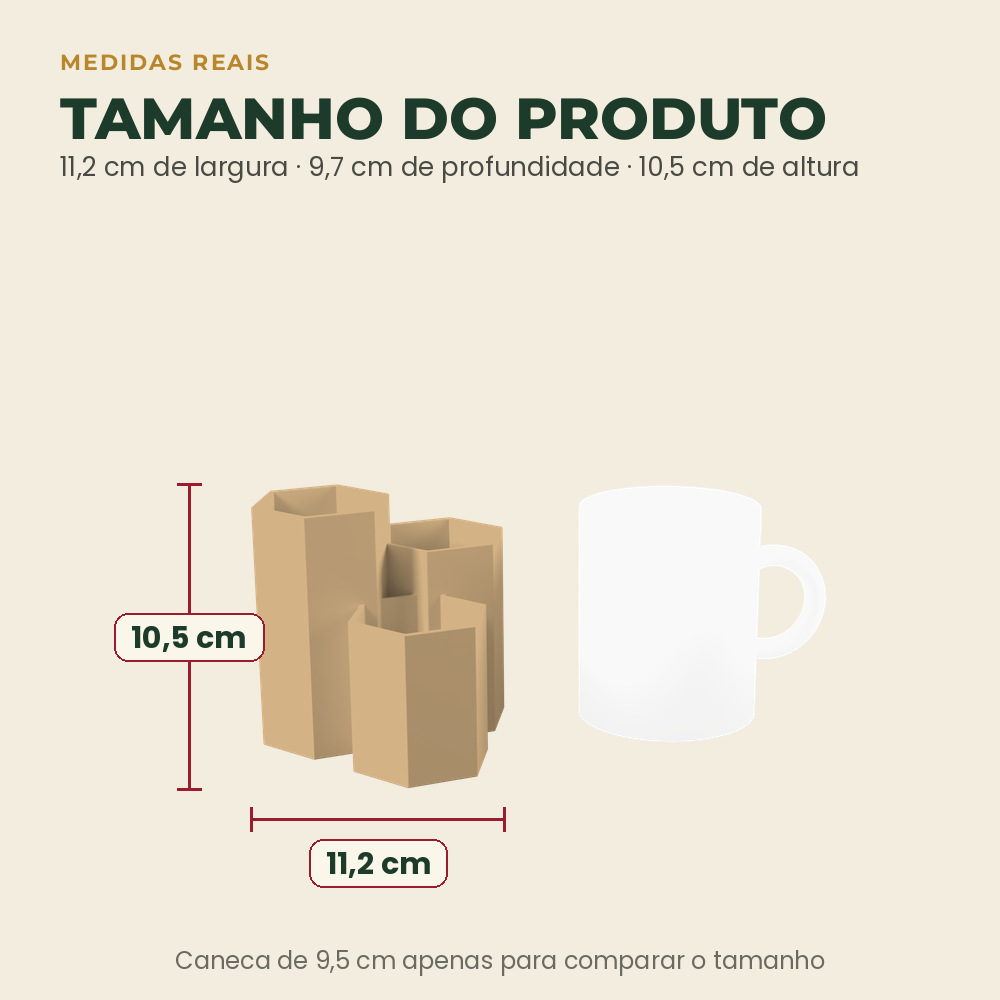 MEDIDAS REAIS
TAMANHO DO PRODUTO
11,2 cm de largura · 9,7 cm de profundidade · 10,5 cm de altura
10,5 cm
11,2 cm
Caneca de 9,5 cm apenas para comparar o tamanho